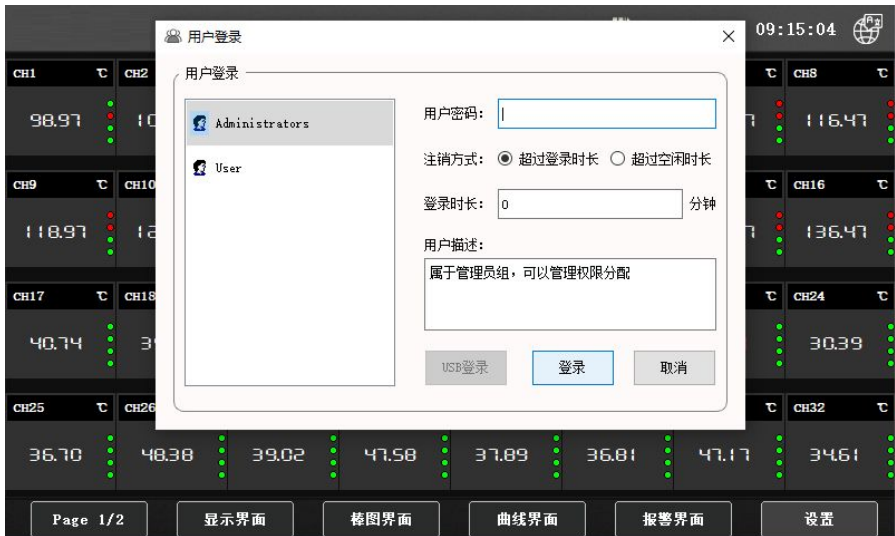 09:15:04
用户登录
CH1 ℃ CH2 ℃ CH8 ℃
98.97 116.47
CH9 ℃ CH10 ℃ CH16 ℃
118.97 136.47
CH17 ℃ CH18 ℃ CH24 ℃
40.74 30.39
CH25 ℃ CH26 ℃ CH32 ℃
36.70 48.38 39.02 47.58 37.89 36.81 47.17 34.61
用户登录
Administrators
User
用户密码:
注销方式: 超过登录时长 超过空闲时长
登录时长: 0 分钟
用户描述:
属于管理员组，可以管理权限分配
USB登录 登录 取消
Page 1/2 显示界面 棒图界面 曲线界面 报警界面 设置